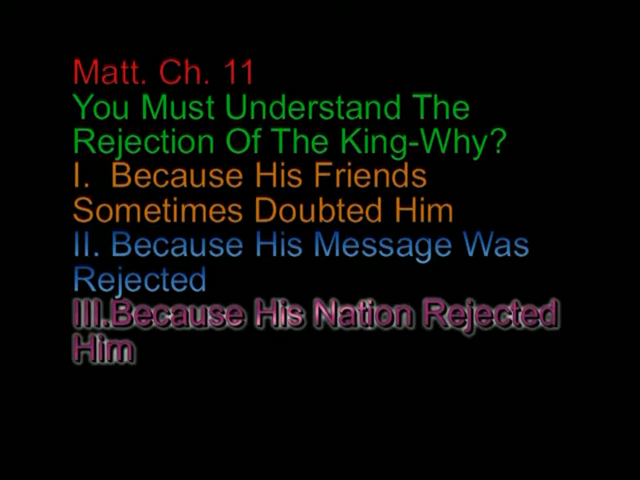 Matt. Ch. 11
You Must Understand The
Rejection Of The King-Why?
I.  Because His Friends
Sometimes Doubted Him
II. Because His Message Was
Rejected
III.Because His Nation Rejected
Him